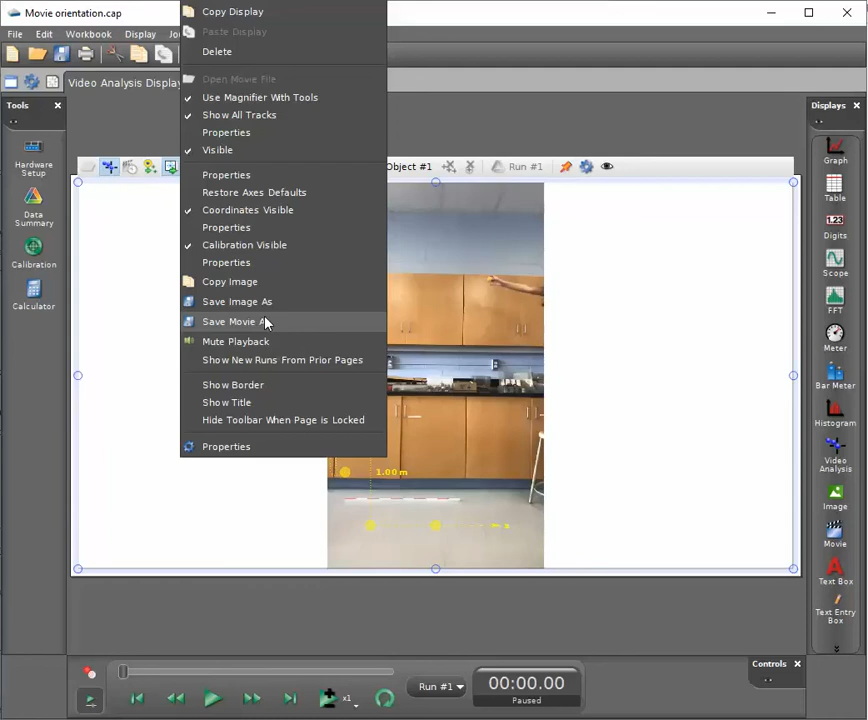 Movie orientation.cap
File Edit Workbook Display
Copy Display
Paste Display
Delete
Open Movie File
Use Magnifier With Tools
Show All Tracks
Properties
Visible
Properties
Restore Axes Defaults
Coordinates Visible
Properties
Calibration Visible
Properties
Copy Image
Save Image As
Save Movie
Mute Playback
Show New Runs From Prior Pages
Show Border
Show Title
Hide Toolbar When Page is Locked
Properties
Video Analysis Display
Object #1
Run #1
Tools
Hardware
Setup
Data
Summary
Calibration
Calculator
1.00 m
Displays
Graph
Table
1.23
Digits
Scope
FFT
Meter
Bar Meter
Histogram
Video
Analysis
Image
Movie
Text Box
Text Entry
Box
x1
Run #1
00:00.00
Paused
Controls